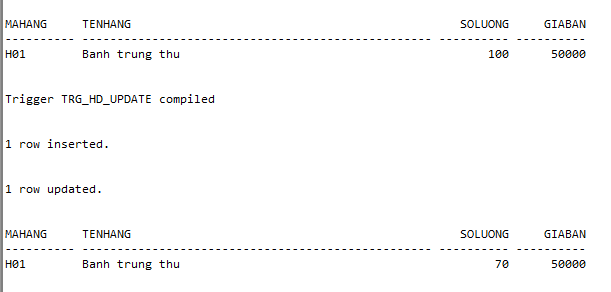 MAHANG     TENHANG                                            SOLUONG     GIABAN
---------- -------------------------------------------------- ---------- ----------
H01        Banh trung thu                                            100      50000
Trigger TRG_HD_UPDATE compiled
1 row inserted.
1 row updated.
MAHANG     TENHANG                                            SOLUONG     GIABAN
---------- -------------------------------------------------- ---------- ----------
H01        Banh trung thu                                             70      50000